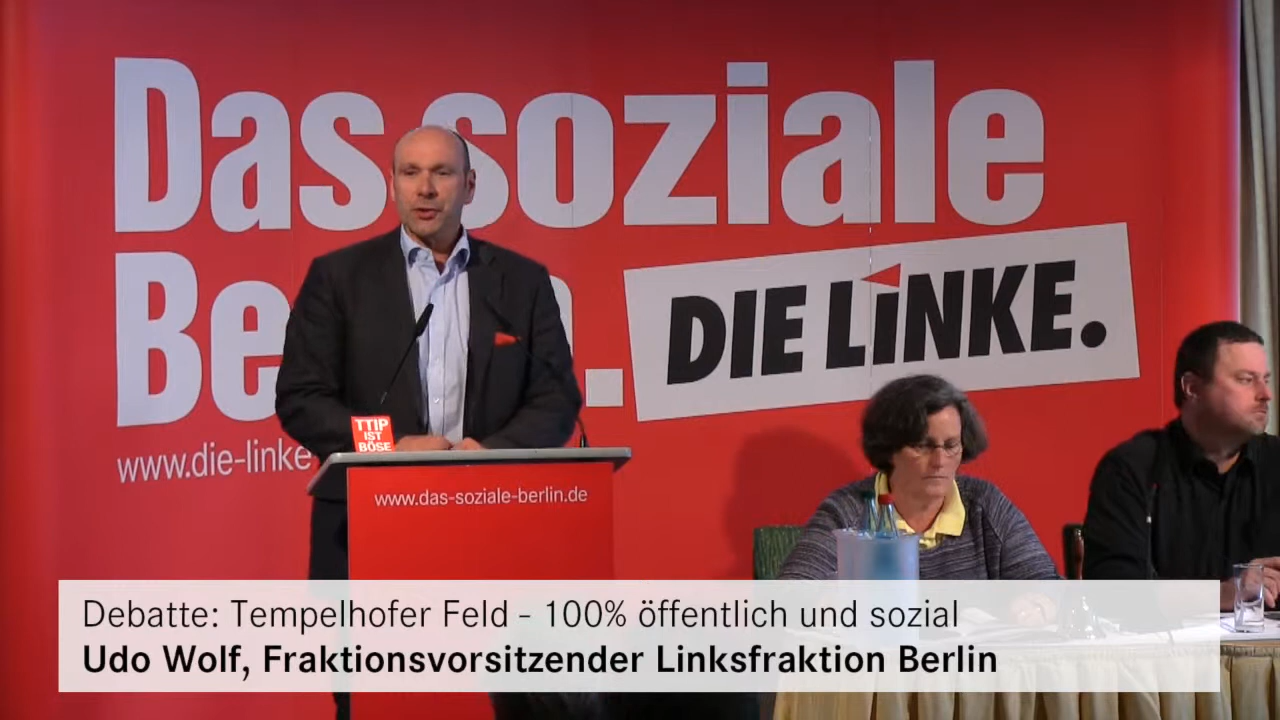 Das soziale
Be
DIE LINKE.
www.die-linke
TTIP
IST
BÖSE
www.das-soziale-berlin.de
Debatte: Tempelhofer Feld - 100% öffentlich und sozial
Udo Wolf, Fraktionsvorsitzender Linksfraktion Berlin